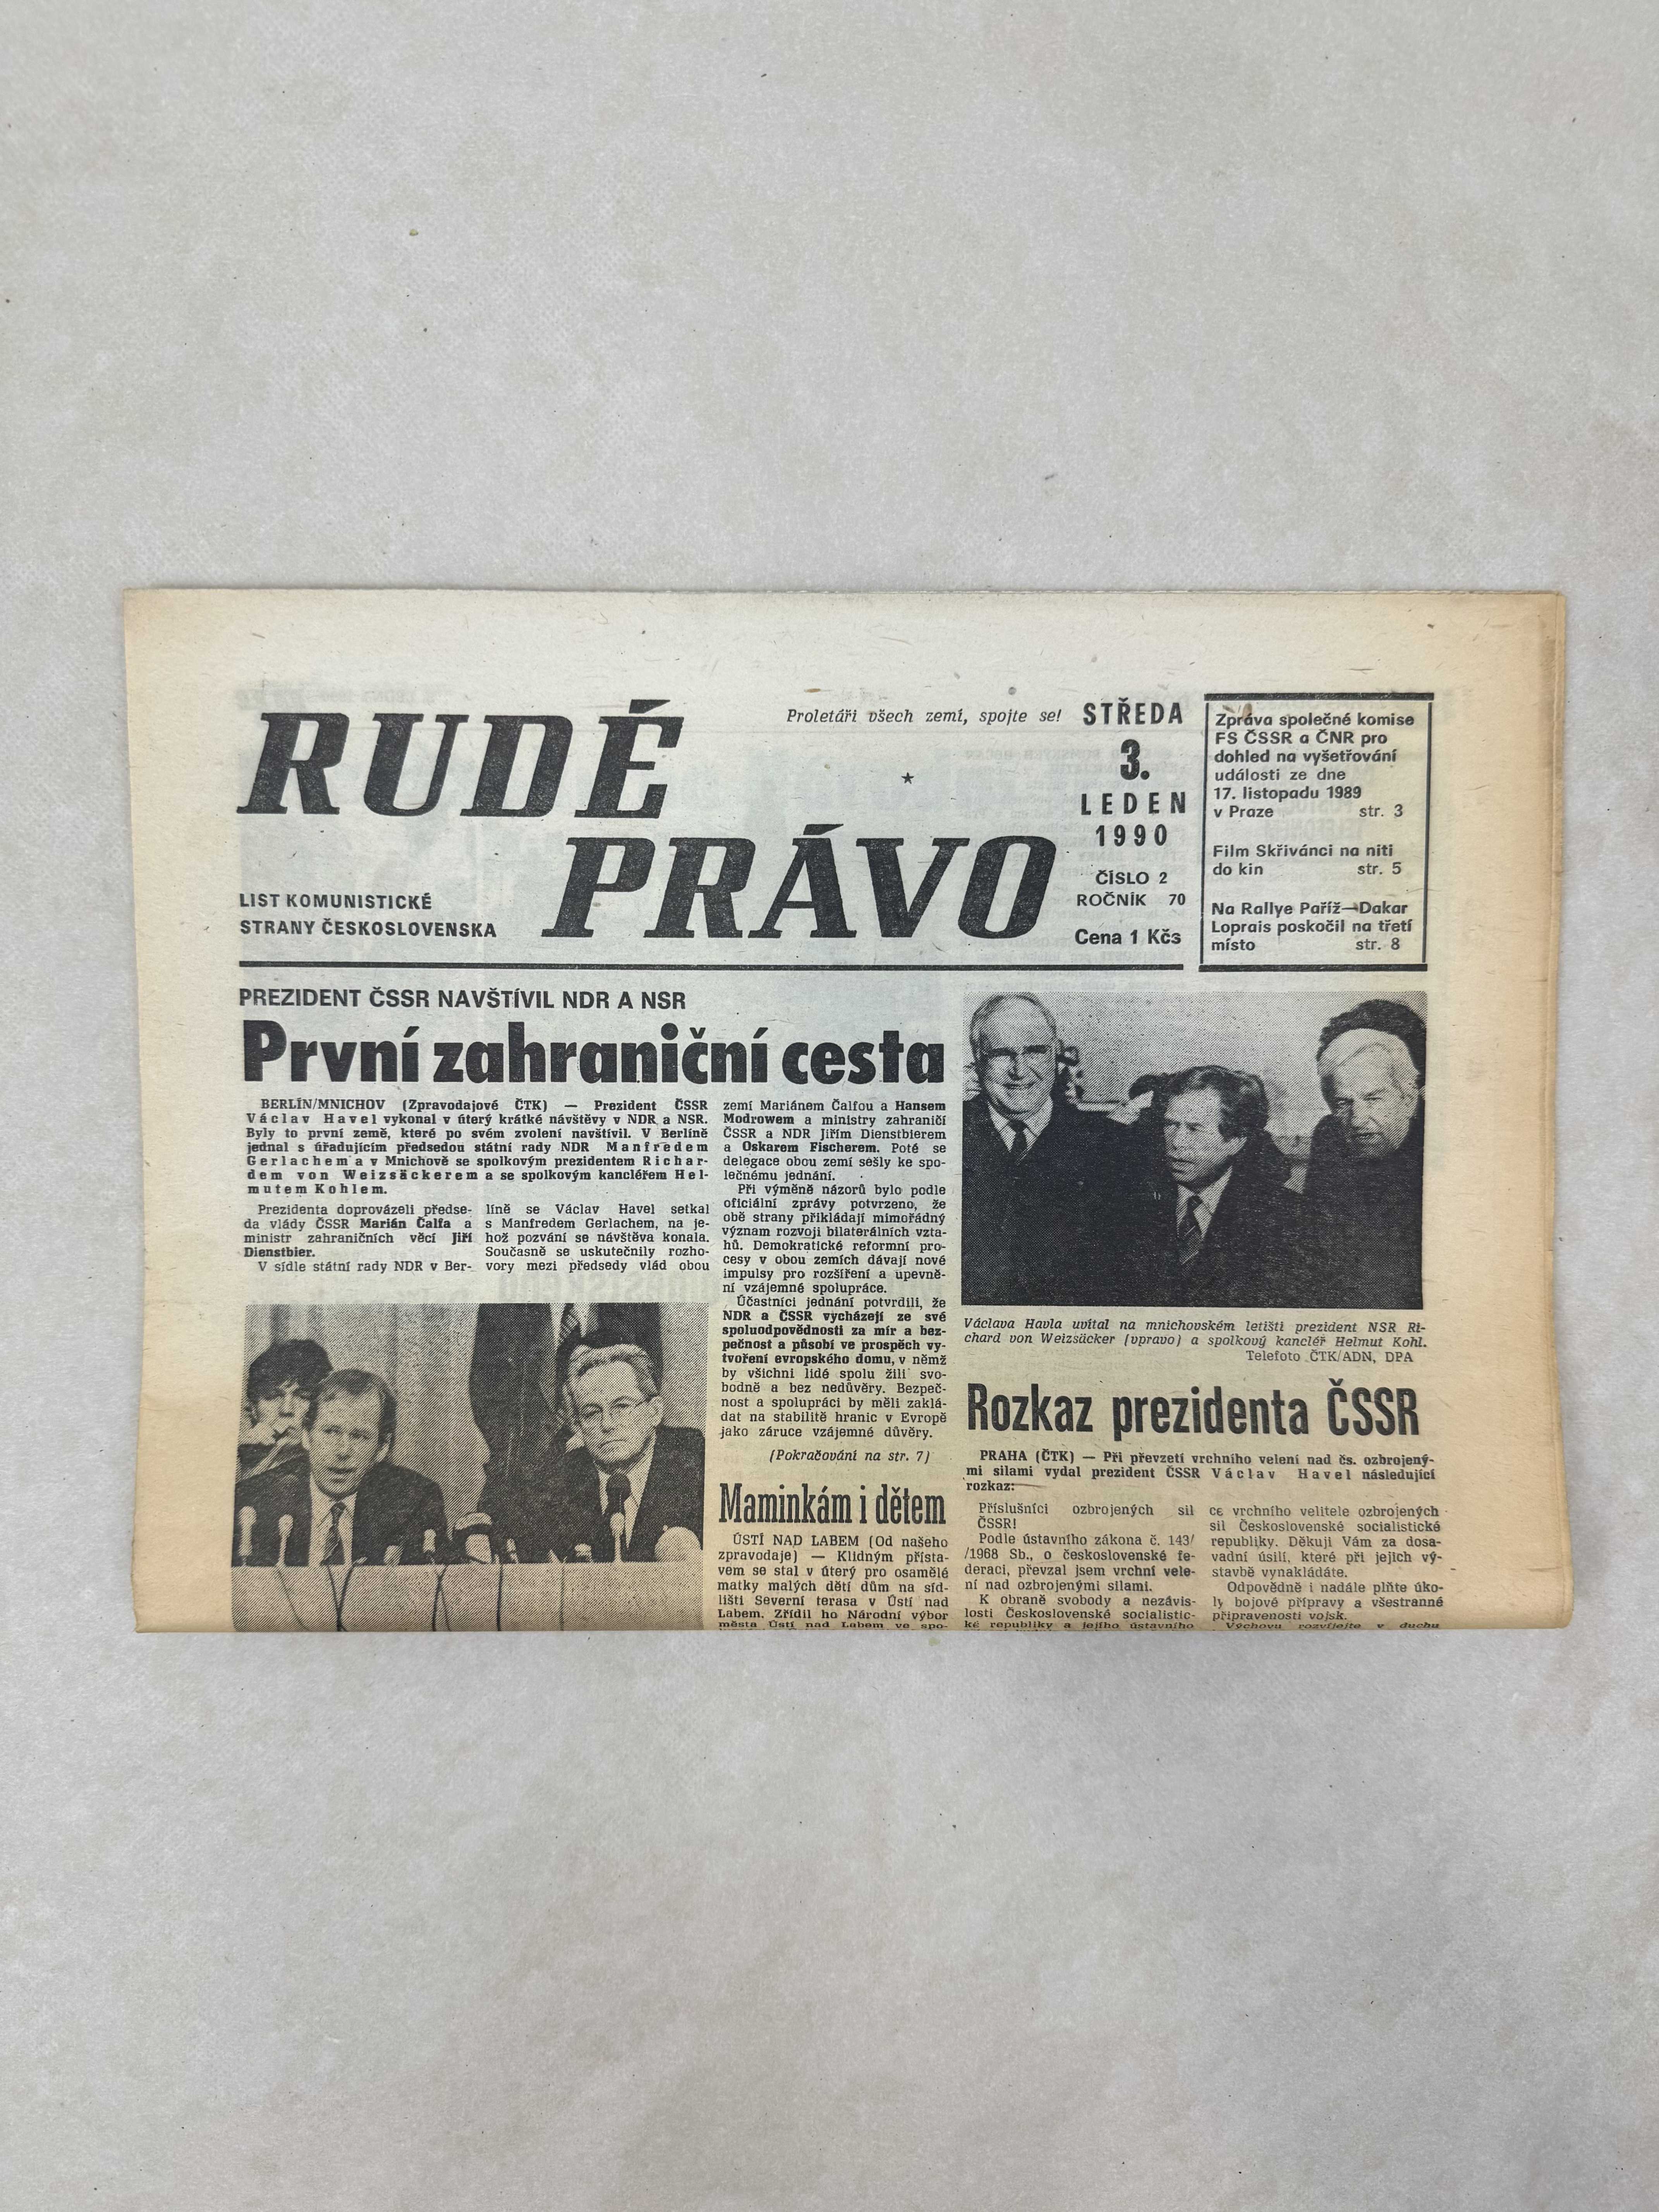 RUDÉ
PRÁVO
Proletáři všech zemí, spojte se!
LIST KOMUNISTICKÉ
STRANY ČESKOSLOVENSKA
STŘEDA
3.
LEDEN
1990
ČÍSLO 2
ROČNÍK 70
Cena 1 Kčs
Zpráva společné komise
FS ČSSR a ČNR pro
dohled na vyšetřování
události ze dne
17. listopadu 1989
v Praze str. 3
Film Skřivánci na niti
do kin str. 5
Na Rallye Paříž—Dakar
Loprais poskočil na třetí
místo str. 8
PREZIDENT ČSSR NAVŠTÍVIL NDR A NSR
První zahraniční cesta
BERLÍN/MNICHOV (Zpravodajové ČTK) — Prezident ČSSR
Václav Havel vykonal v úterý krátké návštěvy v NDR a NSR.
Byly to první země, které po svém zvolení navštívil. V Berlíně
jednal s úřadujícím předsedou státní rady NDR Manfredem
Gerlachem a v Mnichově se spolkovým prezidentem Richar-
dem von Weizsäckerem a se spolkovým kancléřem Hel-
mutem Kohlem.
Prezidenta doprovázeli předse-
da vlády ČSSR Marián Čalfa a
ministr zahraničních věcí Jiří
Dienstbier.
V sídle státní rady NDR v Ber-
líně se Václav Havel setkal
s Manfredem Gerlachem, na je-
hož pozvání se návštěva konala.
Současně se uskutečnily rozho-
vory mezi předsedy vlád obou
zemí Mariánem Čalfou a Hansem
Modrowem a ministry zahraničí
ČSSR a NDR Jiřím Dienstbierem
a Oskarem Fischerem. Poté se
delegace obou zemí sešly ke spo-
lečnému jednání.
Při výměně názorů bylo podle
oficiální zprávy potvrzeno, že
obě strany přikládají mimořádný
význam rozvoji bilaterálních vzta-
hů. Demokratické reformní pro-
cesy v obou zemích dávají nové
impulsy pro rozšíření a upevně-
ní vzájemné spolupráce.
Účastníci jednání potvrdili, že
NDR a ČSSR vycházejí ze své
spoluodpovědnosti za mír a bez-
pečnost a působí ve prospěch vy-
tvoření evropského domu, v němž
by všichni lidé spolu žili svo-
bodně a bez nedůvěry. Bezpeč-
nost a spolupráci by měli zaklá-
dat na stabilitě hranic v Evropě
jako záruce vzájemné důvěry.
(Pokračování na str. 7)
Maminkám i dětem
ÚSTÍ NAD LABEM (Od našeho
zpravodaje) — Klidným přísta-
vem se stal v úterý pro osamělé
matky malých dětí dům na síd-
lišti Severní terasa v Ústí nad
Labem. Zřídil ho Národní výbor
města Ústí nad Labem ve spo-
Václava Havla uvítal na mnichovském letišti prezident NSR Ri-
chard von Weizsäcker (vpravo) a spolkový kancléř Helmut Kohl.
Telefoto ČTK/ADN, DPA
Rozkaz prezidenta ČSSR
PRAHA (ČTK) — Při převzetí vrchního velení nad čs. ozbrojený-
mi silami vydal prezident ČSSR Václav Havel následující
rozkaz:
Příslušníci ozbrojených sil
ČSSR!
Podle ústavního zákona č. 143/
/1968 Sb., o československé fe-
deraci, převzal jsem vrchní vele-
ní nad ozbrojenými silami.
K obraně svobody a nezávis-
losti Československé socialistic-
ké republiky a jejího ústavního
ce vrchního velitele ozbrojených
sil Československé socialistické
republiky. Děkuji Vám za dosa-
vadní úsilí, které při jejich vý-
stavbě vynakládáte.
Odpovědně i nadále plňte úko-
ly bojové přípravy a všestranné
připravenosti vojsk.
Výchovu rozvíjejte v duchu